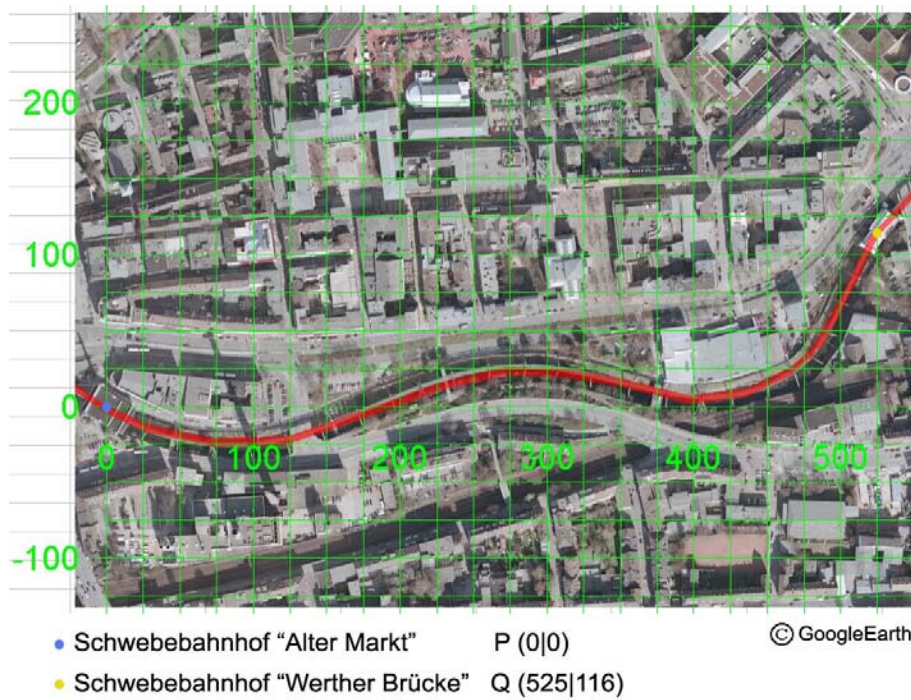 200
100
0
0 100 200 300 400 500
-100
Schwebebahnhof “Alter Markt” P (0|0) © GoogleEarth
Schwebebahnhof “Werther Brücke” Q (525|116)